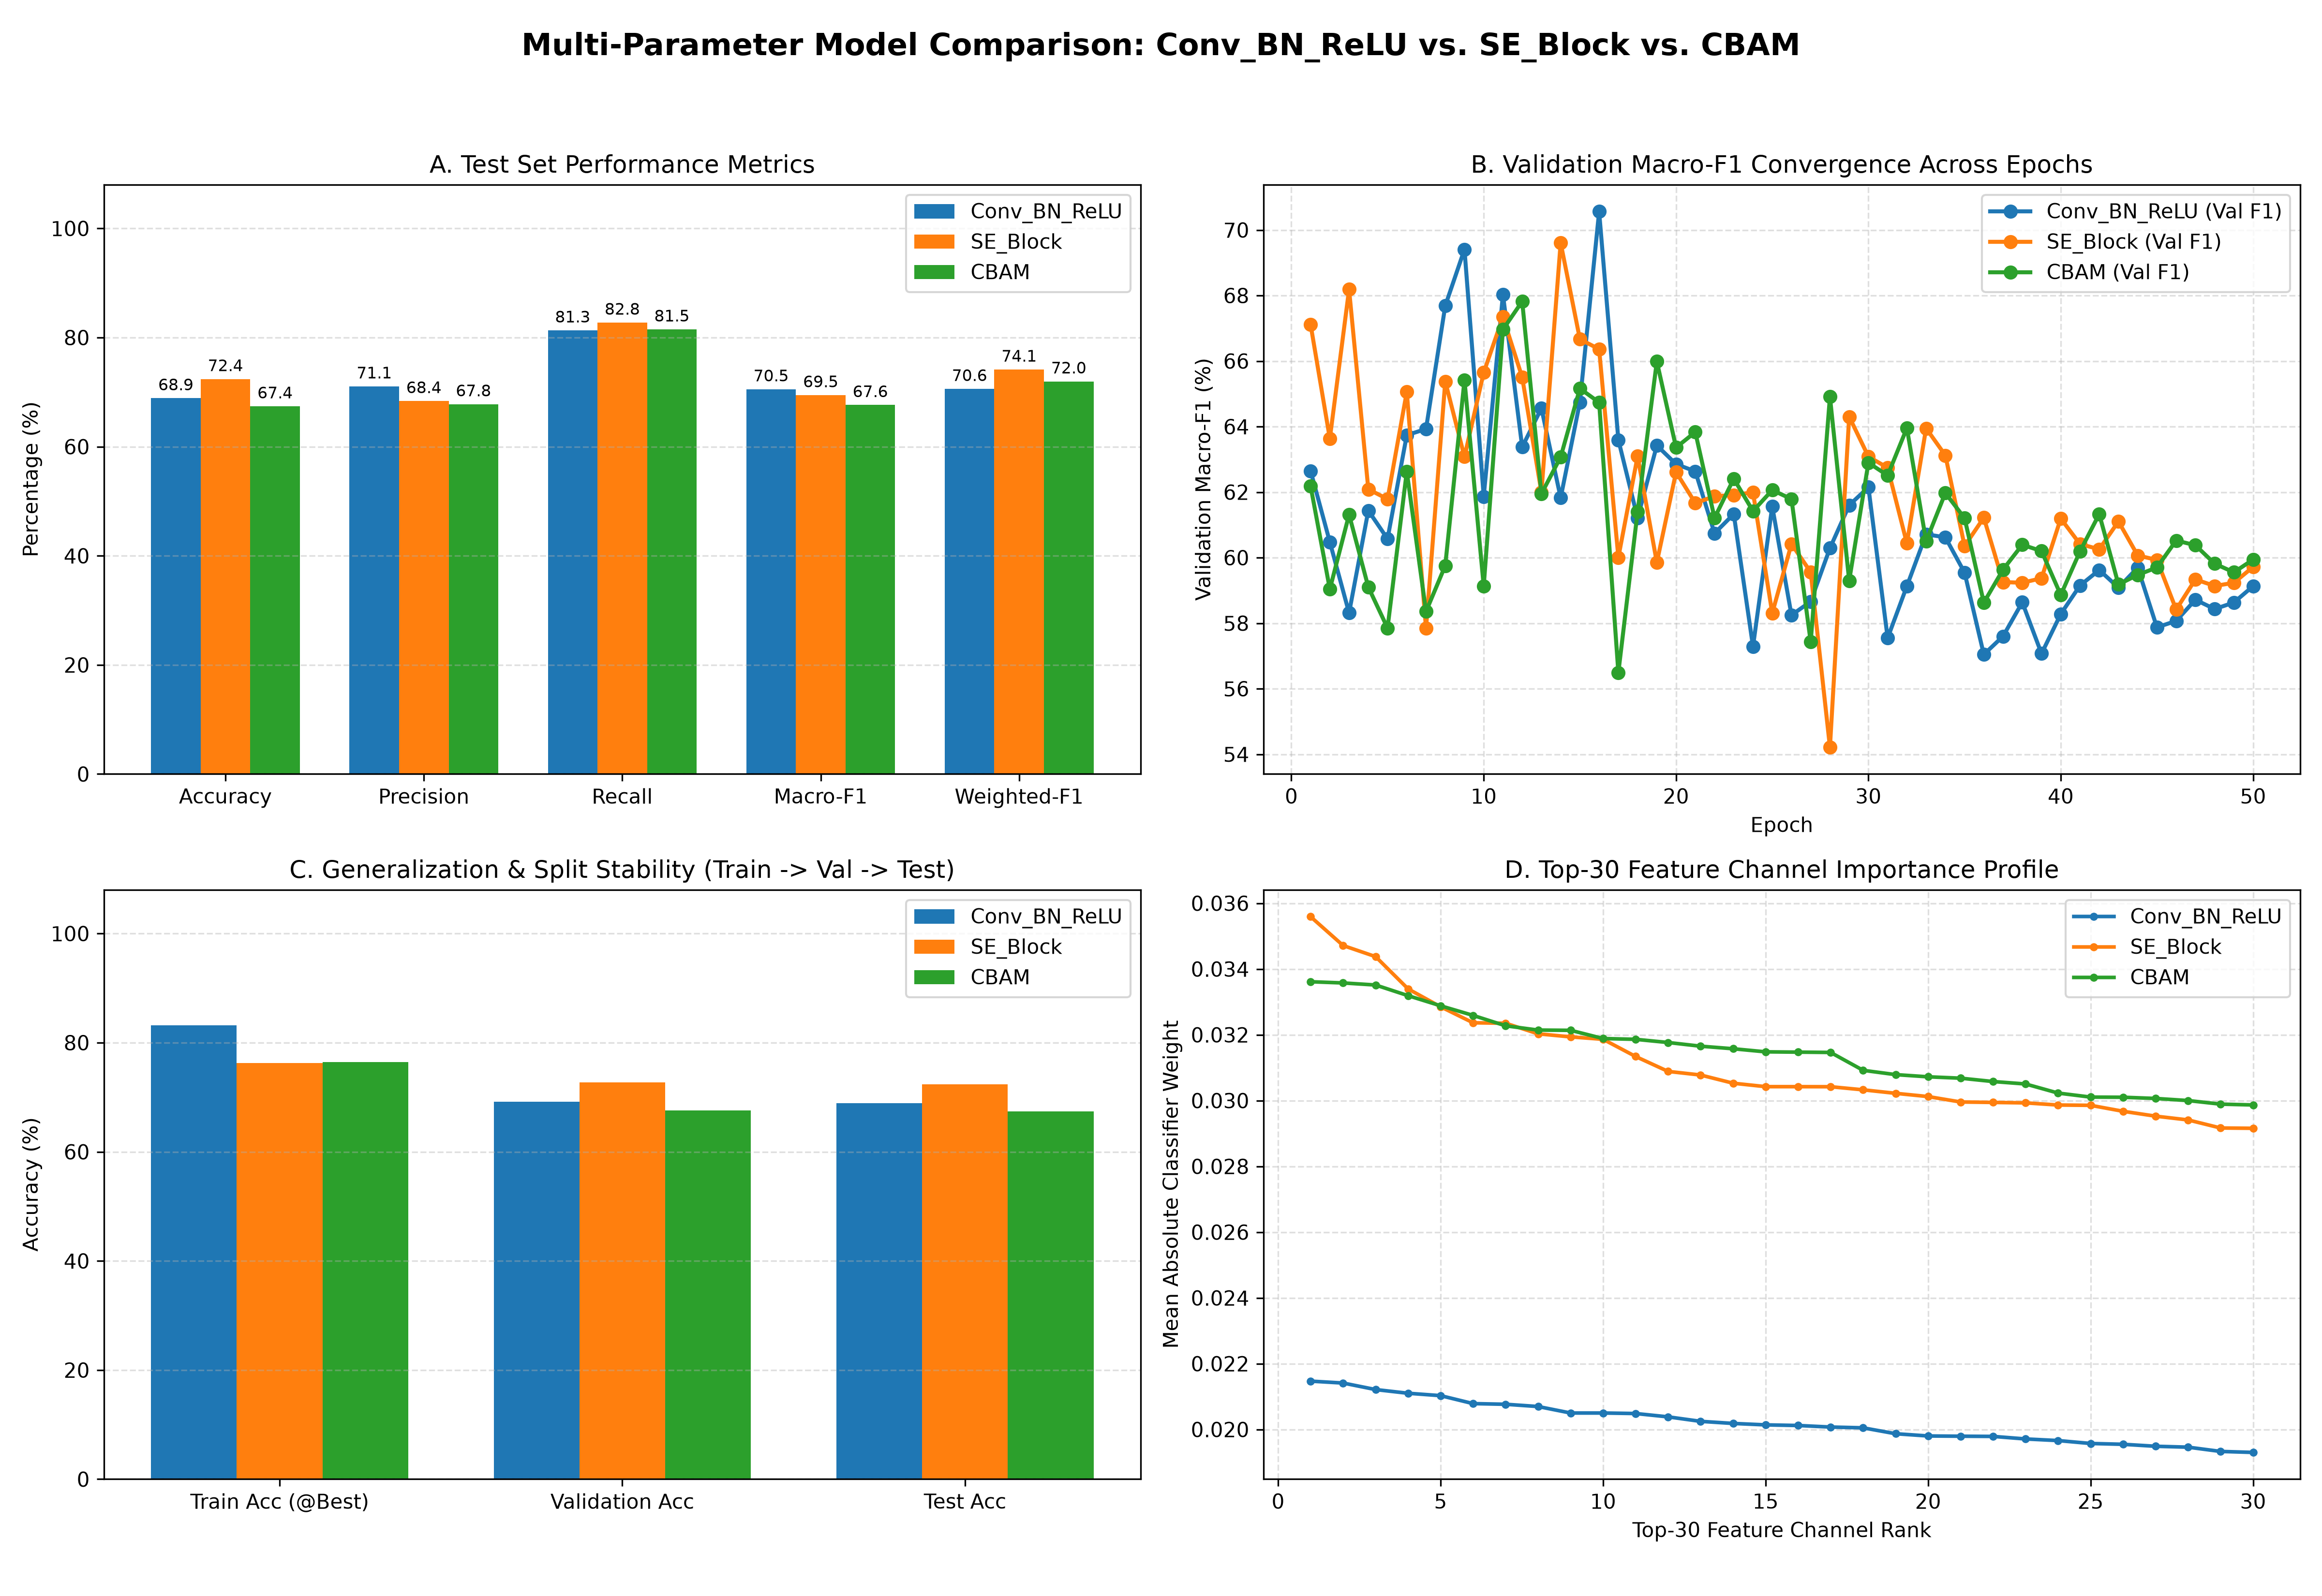 Multi-Parameter Model Comparison: Conv_BN_ReLU vs. SE_Block vs. CBAM
A. Test Set Performance Metrics
Percentage (%)
100
80
60
40
20
0
Conv_BN_ReLU
SE_Block
CBAM
68.9
72.4
67.4
71.1
68.4
67.8
81.3
82.8
81.5
70.5
69.5
67.6
70.6
74.1
72.0
Accuracy
Precision
Recall
Macro-F1
Weighted-F1
B. Validation Macro-F1 Convergence Across Epochs
Validation Macro-F1 (%)
70
68
66
64
62
60
58
56
54
Conv_BN_ReLU (Val F1)
SE_Block (Val F1)
CBAM (Val F1)
0
10
20
30
40
50
Epoch
C. Generalization & Split Stability (Train -> Val -> Test)
Accuracy (%)
100
80
60
40
20
0
Conv_BN_ReLU
SE_Block
CBAM
Train Acc (@Best)
Validation Acc
Test Acc
D. Top-30 Feature Channel Importance Profile
Mean Absolute Classifier Weight
0.036
0.034
0.032
0.030
0.028
0.026
0.024
0.022
0.020
Conv_BN_ReLU
SE_Block
CBAM
0
5
10
15
20
25
30
Top-30 Feature Channel Rank